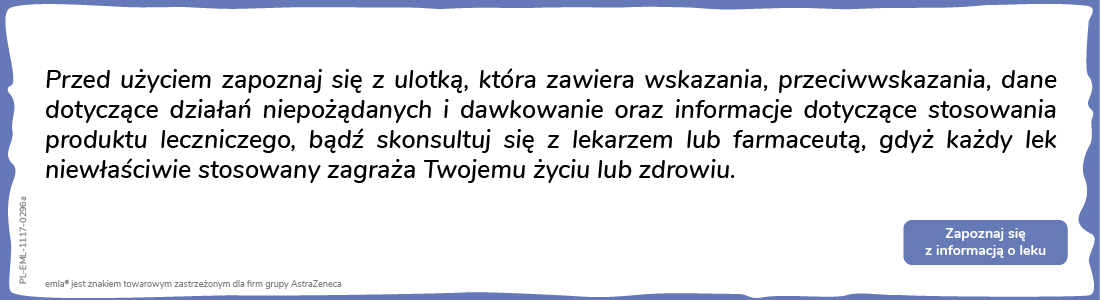 Przed użyciem zapoznaj się z ulotką, która zawiera wskazania, przeciwwskazania, dane
dotyczące działań niepożądanych i dawkowanie oraz informacje dotyczące stosowania
produktu leczniczego, bądź skonsultuj się z lekarzem lub farmaceutą, gdyż każdy lek
niewłaściwie stosowany zagraża Twojemu życiu lub zdrowiu.
PL-EML-1117-0296a
Zapoznaj się
z informacją o leku
emla® jest znakiem towarowym zastrzeżonym dla firm grupy AstraZeneca